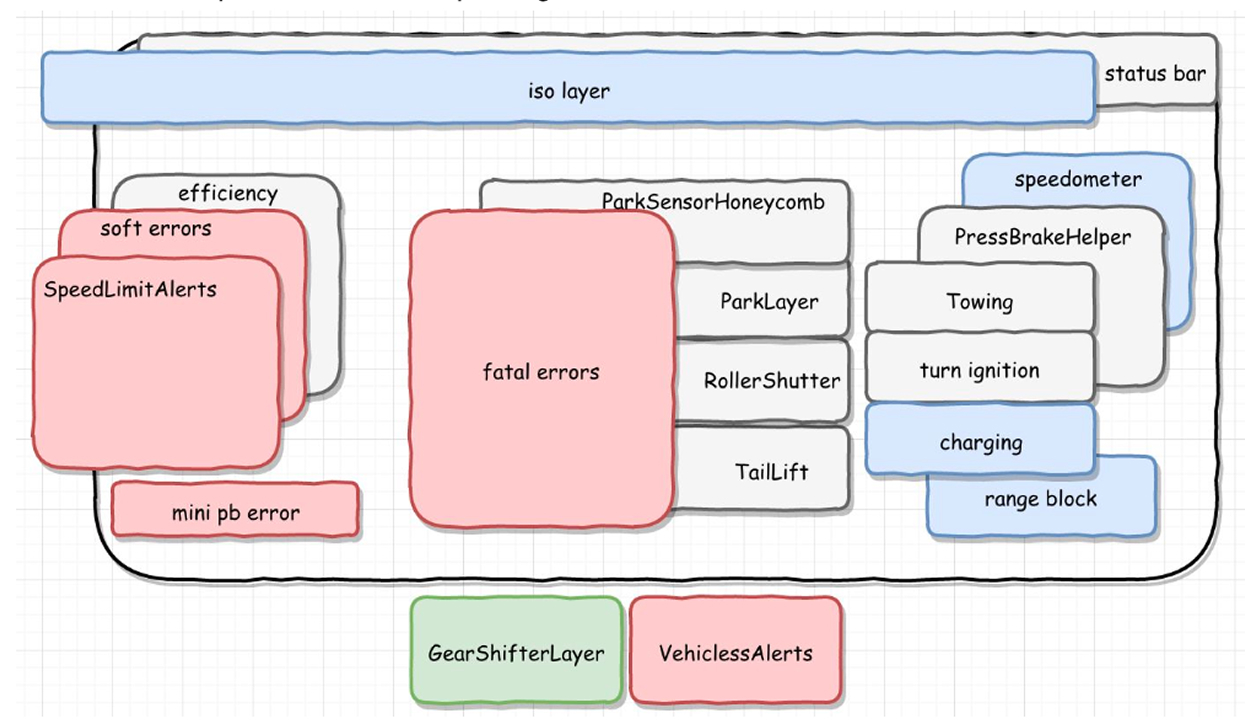 status bar
iso layer
efficiency
soft errors
SpeedLimitAlerts
mini pb error
ParkSensorHoneycomb
ParkLayer
RollerShutter
TailLift
fatal errors
speedometer
PressBrakeHelper
Towing
turn ignition
charging
range block
GearShifterLayer
VehiclessAlerts